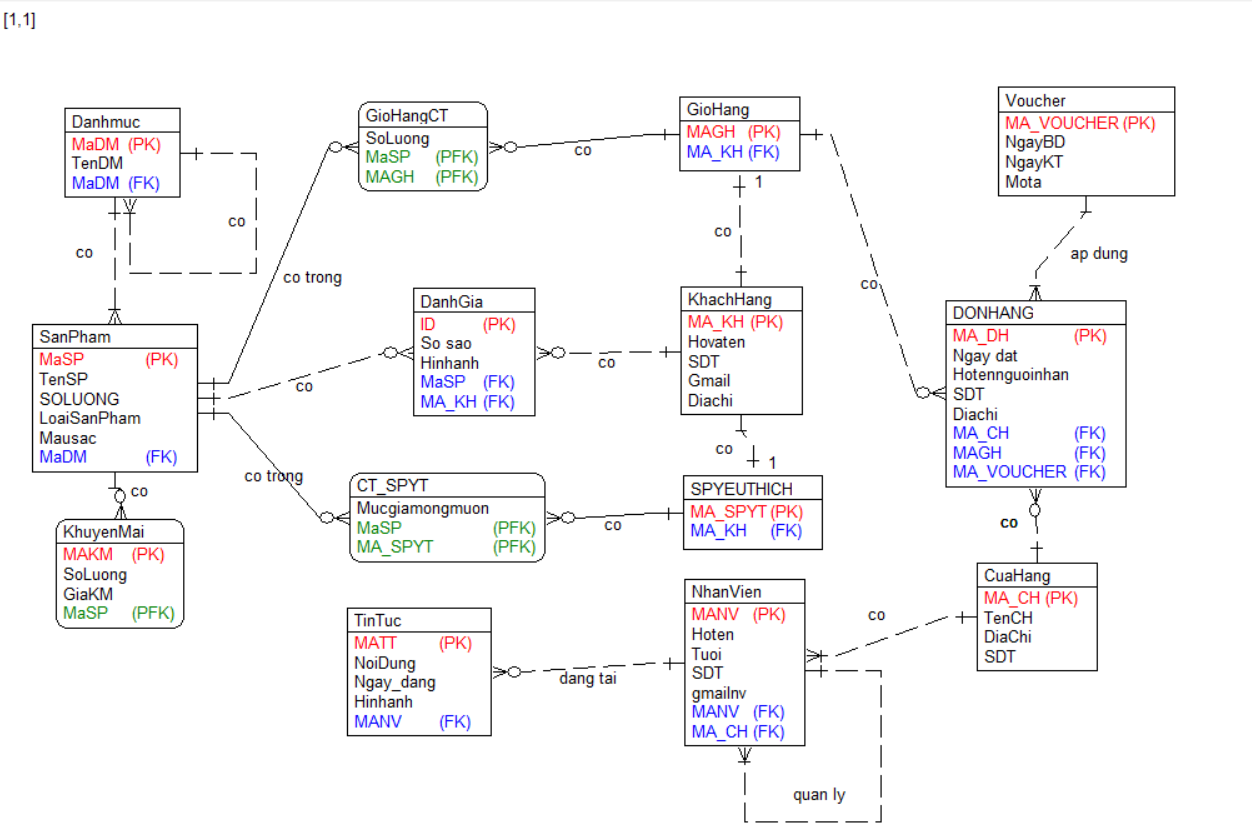 [1,1]
Danhmuc
MaDM (PK)
TenDM
MaDM (FK)
co
co
GioHangCT
SoLuong
MaSP (PFK)
MAGH (PFK)
co
GioHang
MAGH (PK)
MA_KH (FK)
1
co
co
Voucher
MA_VOUCHER (PK)
NgayBD
NgayKT
Mota
ap dung
co trong
SanPham
MaSP (PK)
TenSP
SOLUONG
LoaiSanPham
Mausac
MaDM (FK)
co
DanhGia
ID (PK)
So sao
Hinhanh
MaSP (FK)
MA_KH (FK)
co
KhachHang
MA_KH (PK)
Hovaten
SDT
Gmail
Diachi
co
1
DONHANG
MA_DH (PK)
Ngay dat
Hotennguoinhan
SDT
Diachi
MA_CH (FK)
MAGH (FK)
MA_VOUCHER (FK)
co
co trong
co
KhuyenMai
MAKM (PK)
SoLuong
GiaKM
MaSP (PFK)
CT_SPYT
Mucgiamongmuon
MaSP (PFK)
MA_SPYT (PFK)
co
SPYEUTHICH
MA_SPYT (PK)
MA_KH (FK)
CuaHang
MA_CH (PK)
TenCH
DiaChi
SDT
co
TinTuc
MATT (PK)
NoiDung
Ngay_dang
Hinhanh
MANV (FK)
dang tai
NhanVien
MANV (PK)
Hoten
Tuoi
SDT
gmailnv
MANV (FK)
MA_CH (FK)
quan ly